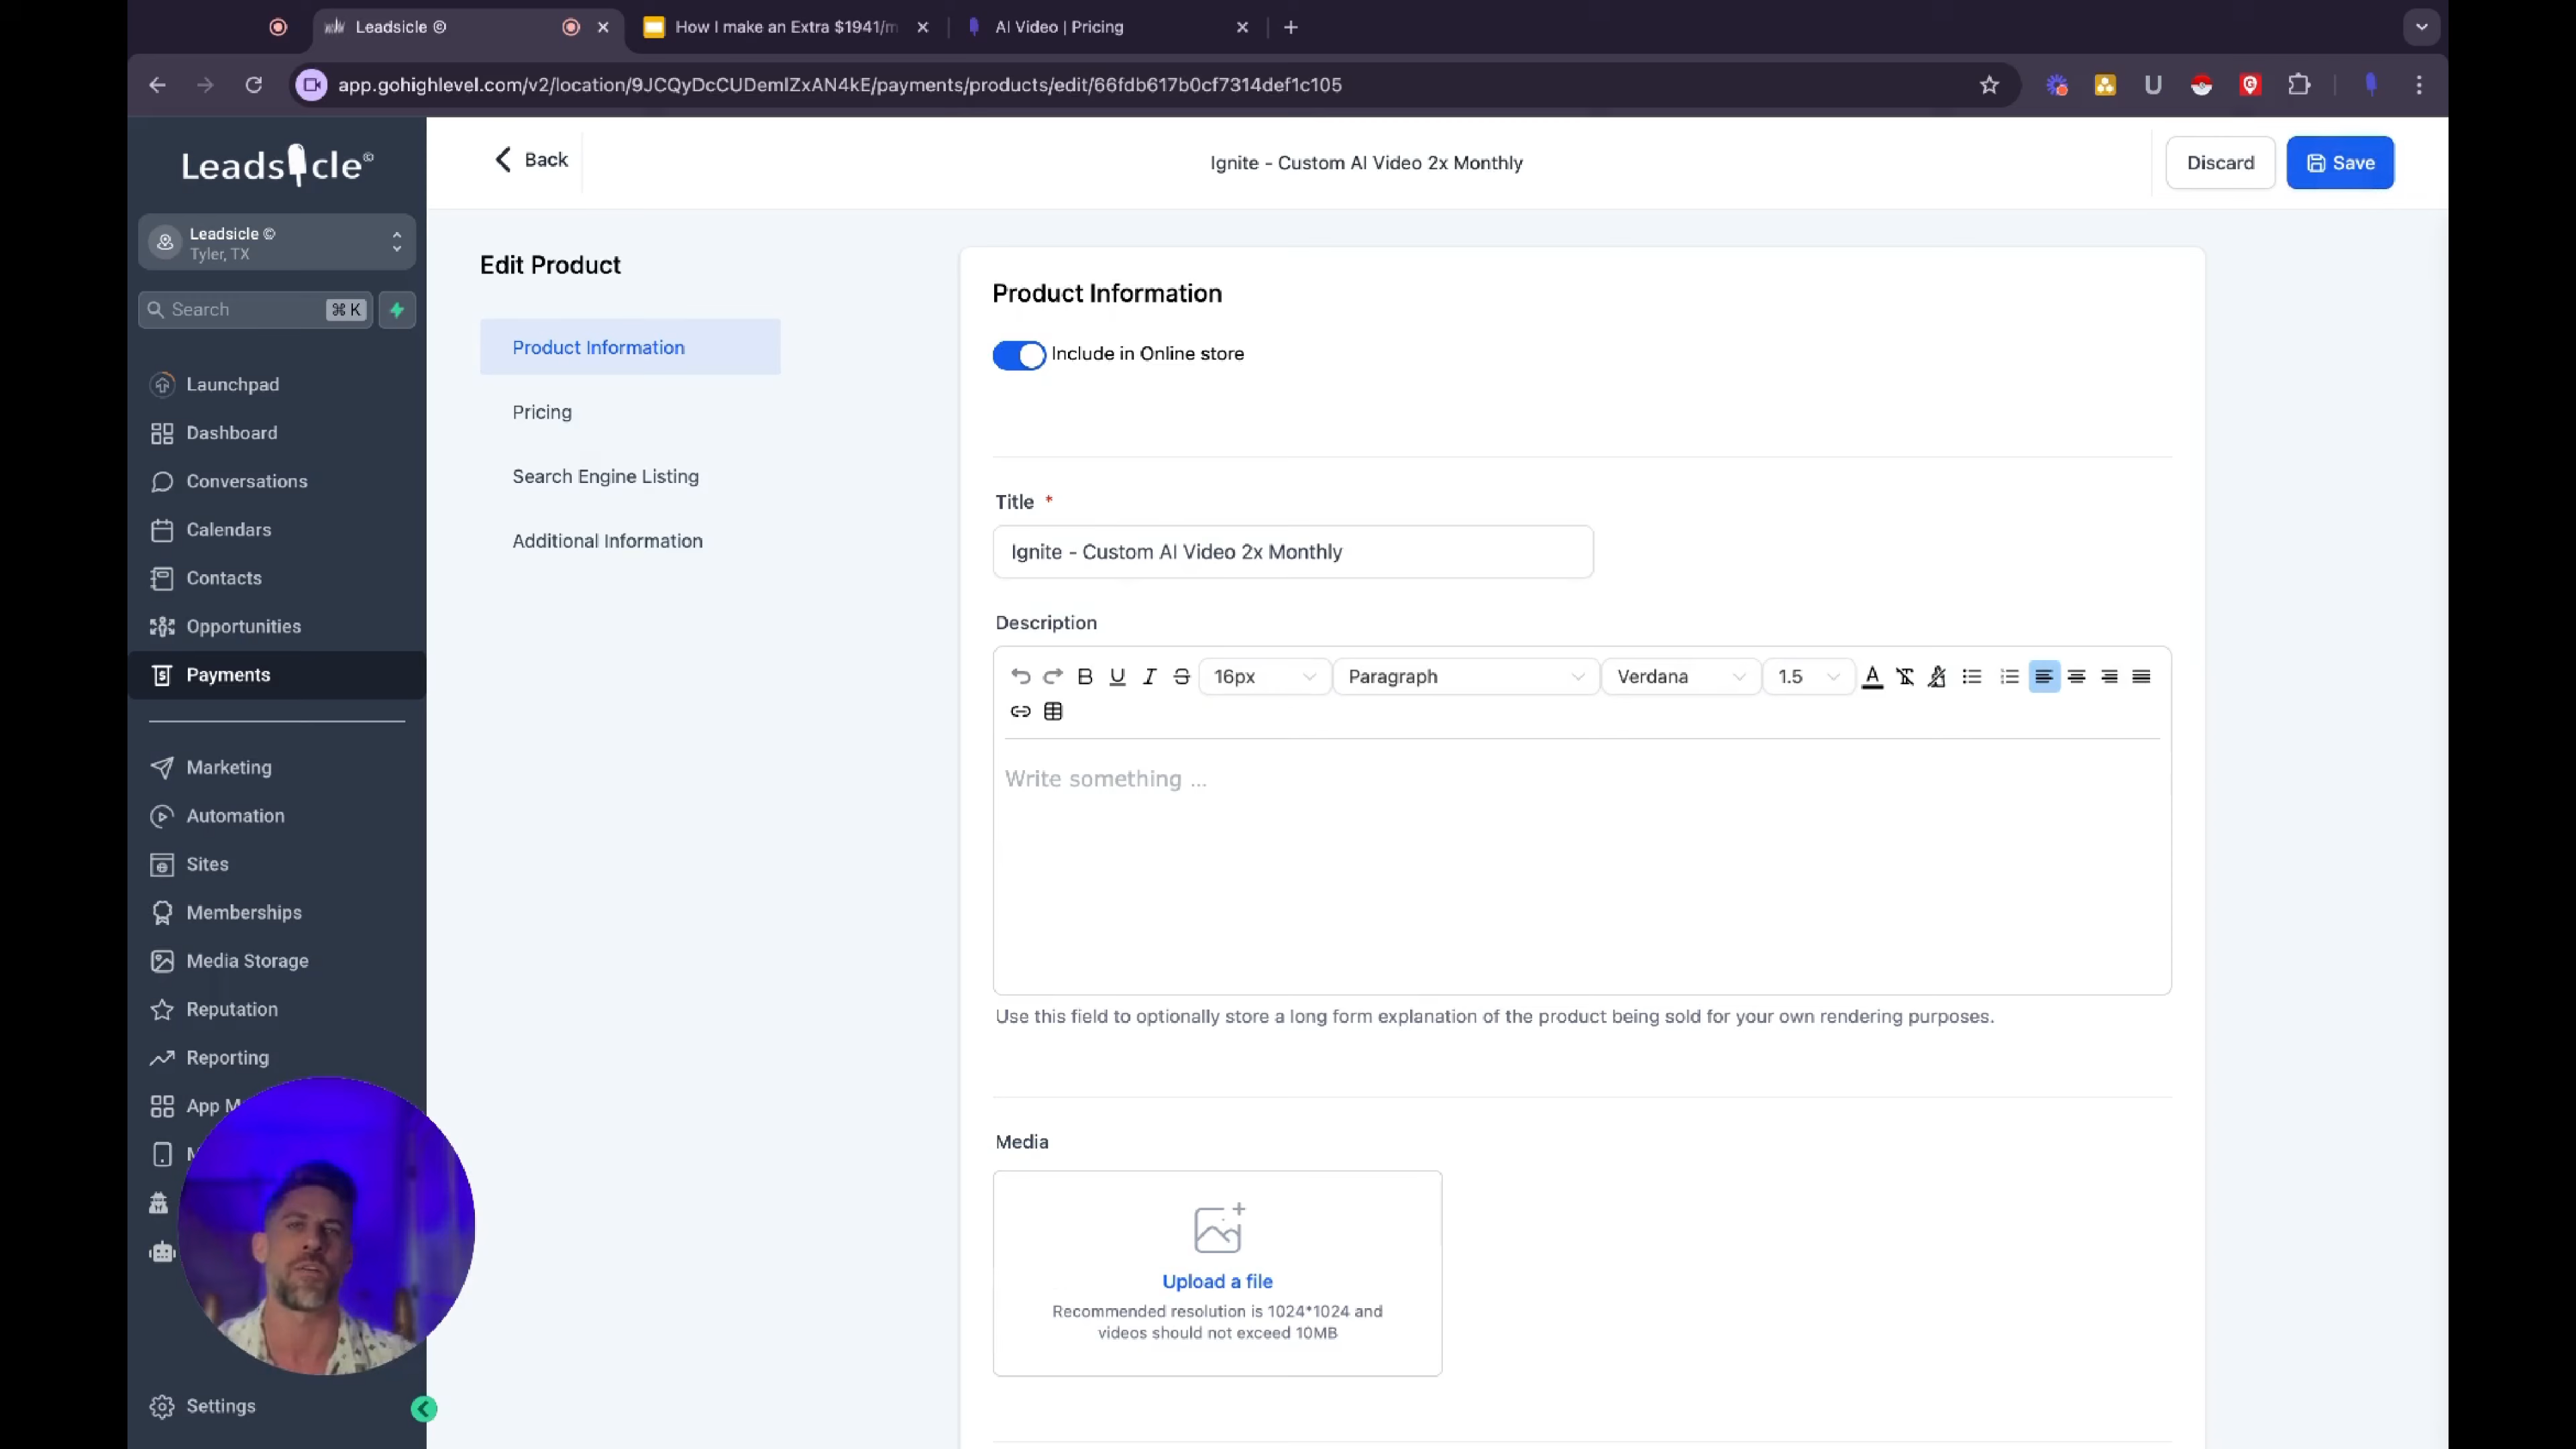 Leadsicle ©
How I make an Extra $1941/m
AI Video | Pricing
app.gohighlevel.com/v2/location/9JCQyDcCUDemIZxAN4kE/payments/products/edit/66fdb617b0cf7314def1c105
Leadsicle©
Back
Ignite - Custom AI Video 2x Monthly
Discard
Save
Leadsicle ©
Tyler, TX
Search
⌘ K
Launchpad
Dashboard
Conversations
Calendars
Contacts
Opportunities
Payments
Marketing
Automation
Sites
Memberships
Media Storage
Reputation
Reporting
App M
Settings
Edit Product
Product Information
Pricing
Search Engine Listing
Additional Information
Product Information
Include in Online store
Title *
Ignite - Custom AI Video 2x Monthly
Description
16px
Paragraph
Verdana
1.5
Write something ...
Use this field to optionally store a long form explanation of the product being sold for your own rendering purposes.
Media
Upload a file
Recommended resolution is 1024*1024 and
videos should not exceed 10MB